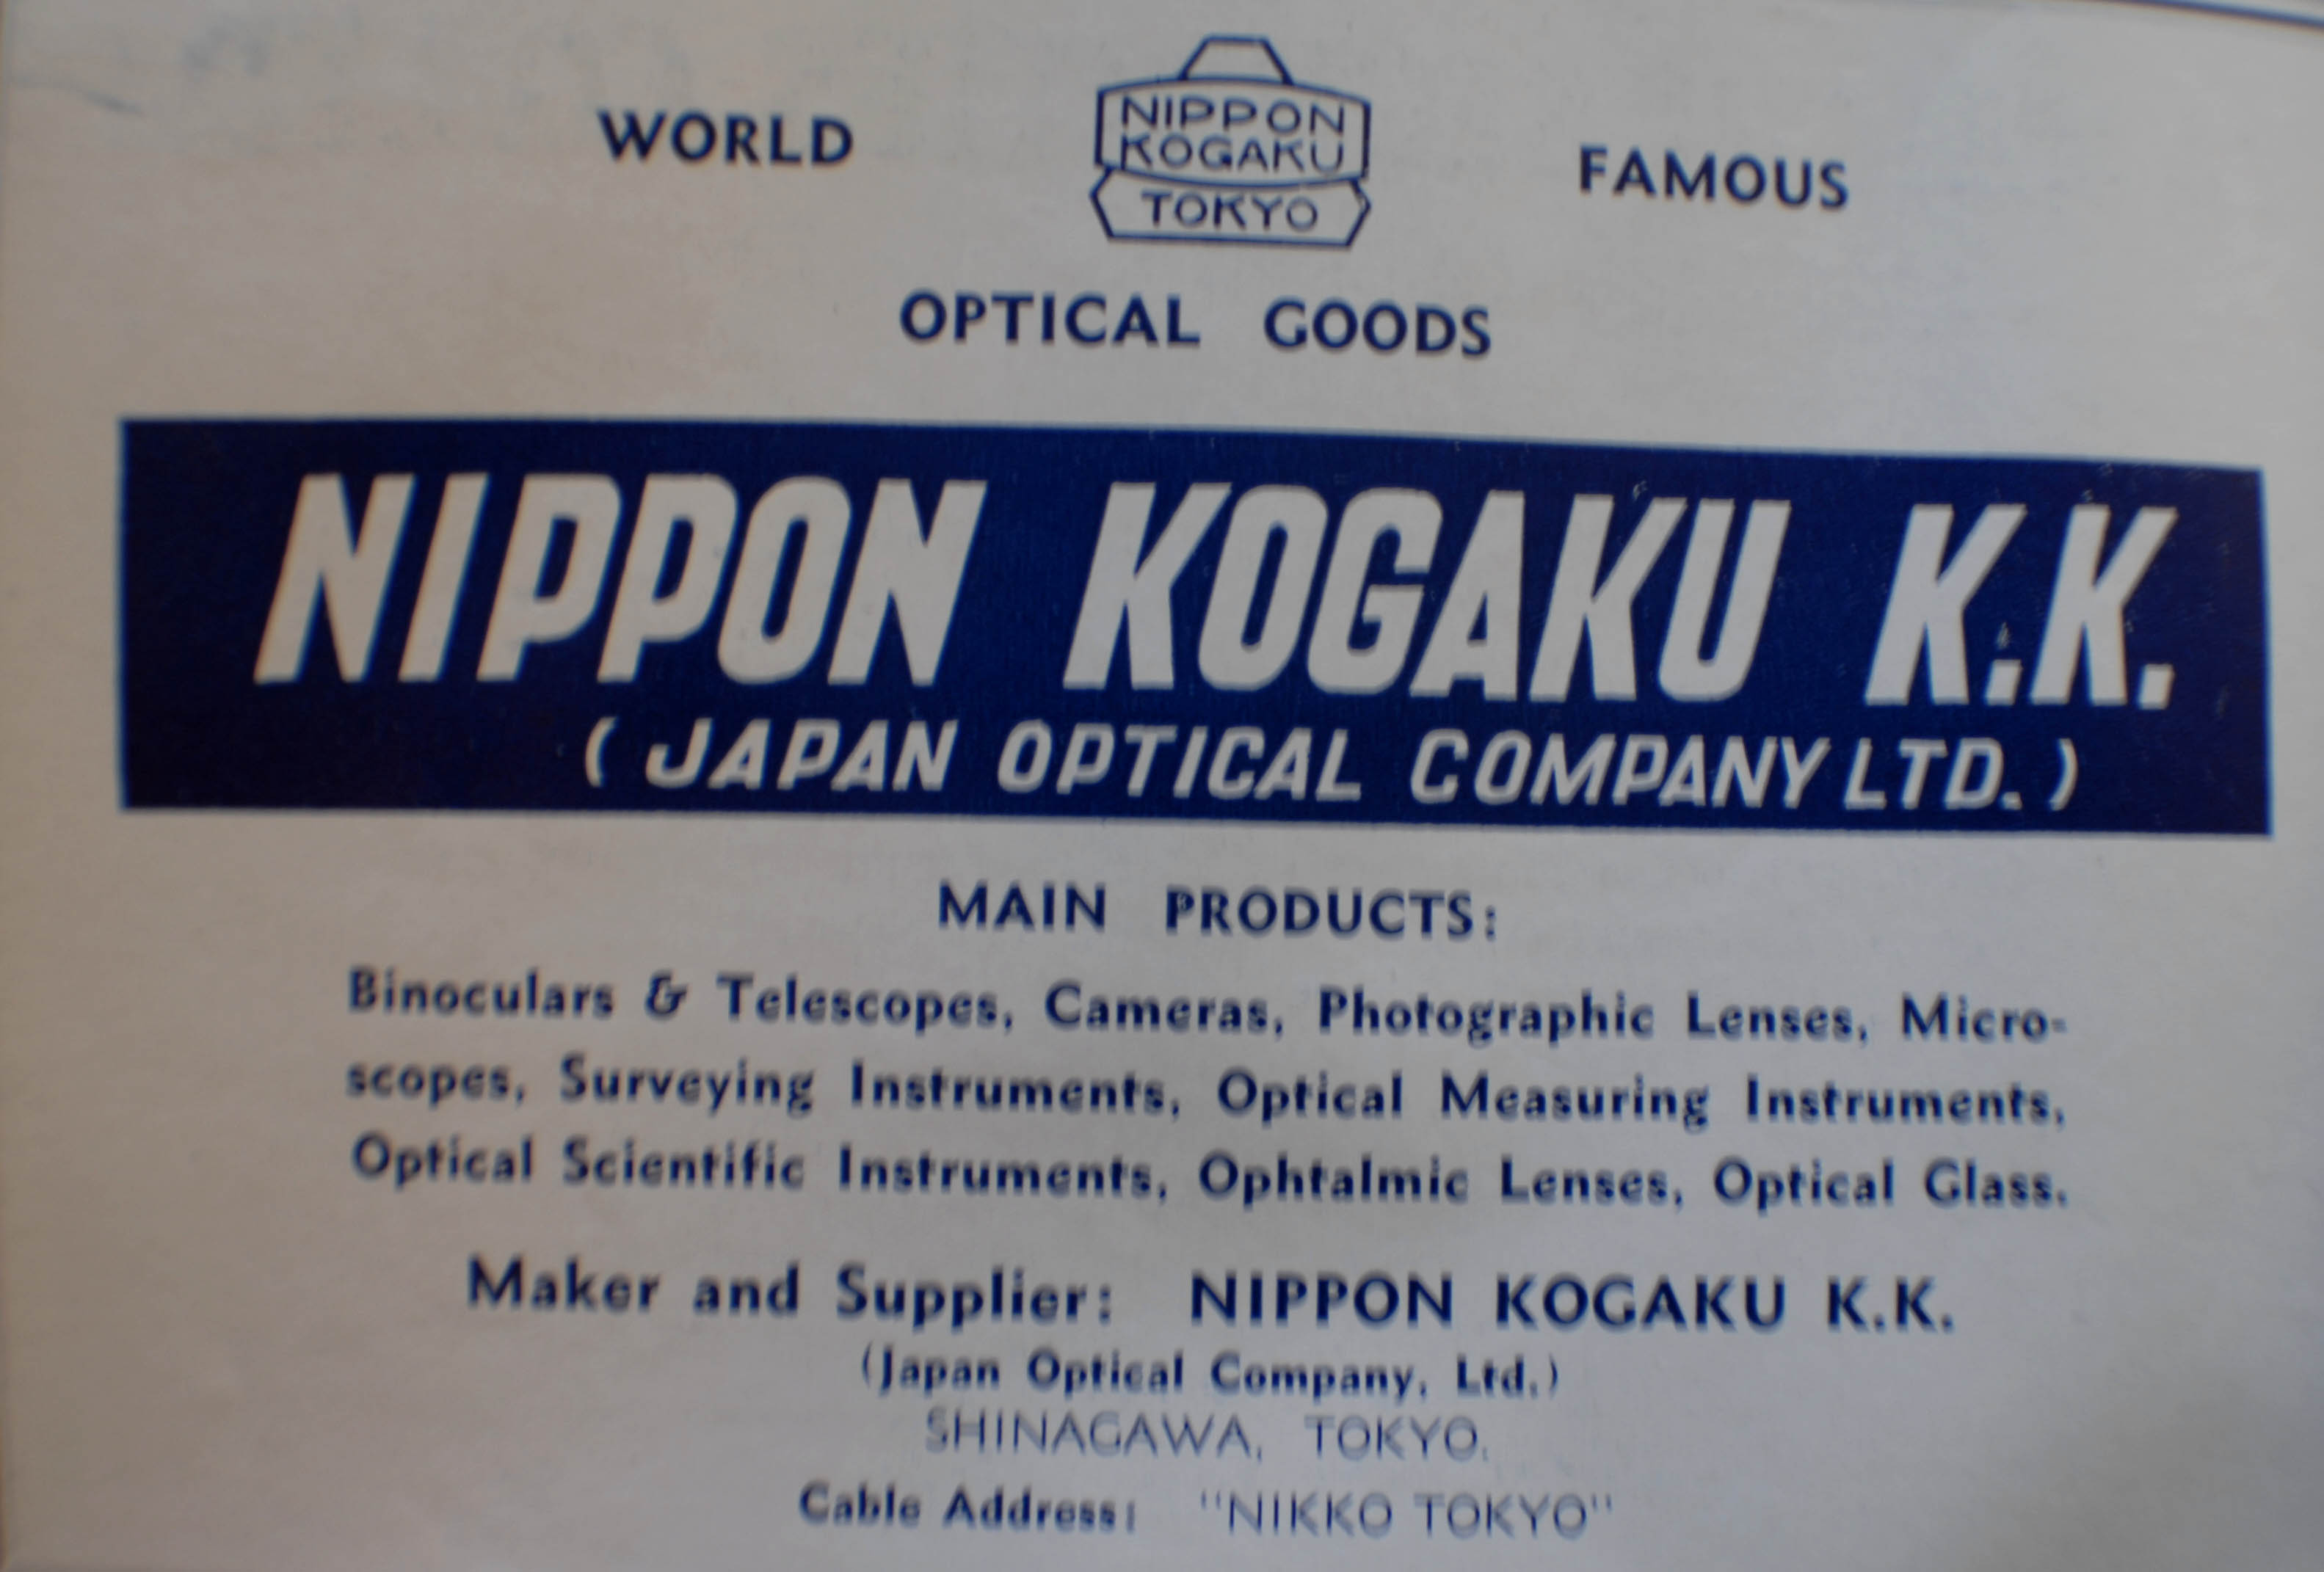 WORLD NIPPON KOGAKU TOKYO FAMOUS
OPTICAL GOODS
NIPPON KOGAKU K.K.
( JAPAN OPTICAL COMPANY LTD. )
MAIN PRODUCTS:
Binoculars & Telescopes, Cameras, Photographic Lenses, Micro-
scopes, Surveying Instruments, Optical Measuring Instruments,
Optical Scientific Instruments, Ophtalmic Lenses, Optical Glass.
Maker and Supplier: NIPPON KOGAKU K.K.
(Japan Optical Company, Ltd.)
SHINAGAWA, TOKYO.
Cable Address: "NIKKO TOKYO"